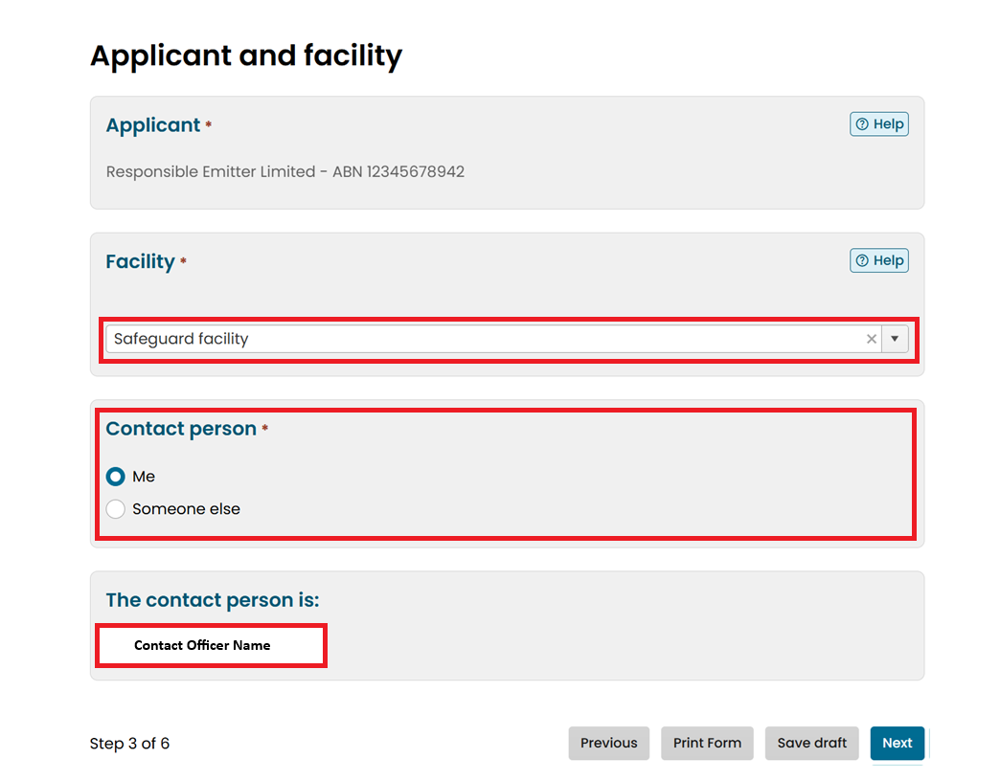 Applicant and facility
Applicant *
Help
Responsible Emitter Limited - ABN 12345678942
Facility *
Help
Safeguard facility
Contact person *
Me
Someone else
The contact person is:
Contact Officer Name
Step 3 of 6
Previous
Print Form
Save draft
Next